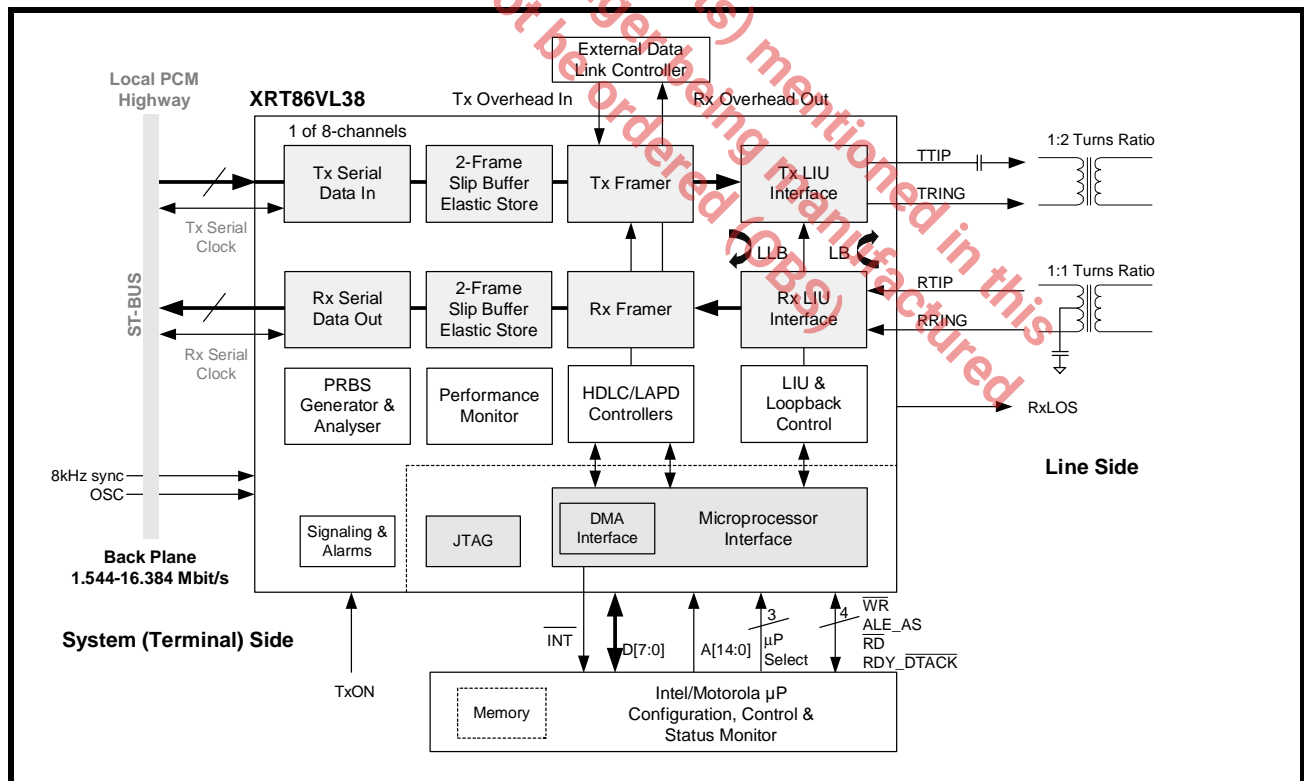 External Data
Link Controller
Local PCM
Highway
XRT86VL38
Tx Overhead In
Rx Overhead Out
1 of 8-channels
Tx Serial
Data In
2-Frame
Slip Buffer
Elastic Store
Tx Framer
Tx LIU
Interface
TTIP
TRING
1:2 Turns Ratio
Tx Serial
Clock
LLB
LB
ST-BUS
Rx Serial
Data Out
2-Frame
Slip Buffer
Elastic Store
Rx Framer
Rx LIU
Interface
RTIP
RRING
1:1 Turns Ratio
Rx Serial
Clock
PRBS
Generator &
Analyser
Performance
Monitor
HDLC/LAPD
Controllers
LIU &
Loopback
Control
RxLOS
8kHz sync
OSC
Line Side
Signaling &
Alarms
JTAG
DMA
Interface
Microprocessor
Interface
Back Plane
1.544-16.384 Mbit/s
System (Terminal) Side
TxON
INT
D[7:0]
A[14:0]
3
µP
Select
4
WR
ALE_AS
RD
RDY_DTACK
Memory
Intel/Motorola µP
Configuration, Control &
Status Monitor
ts) mentioned in this
nger being manufactured
ot be ordered (OBS)